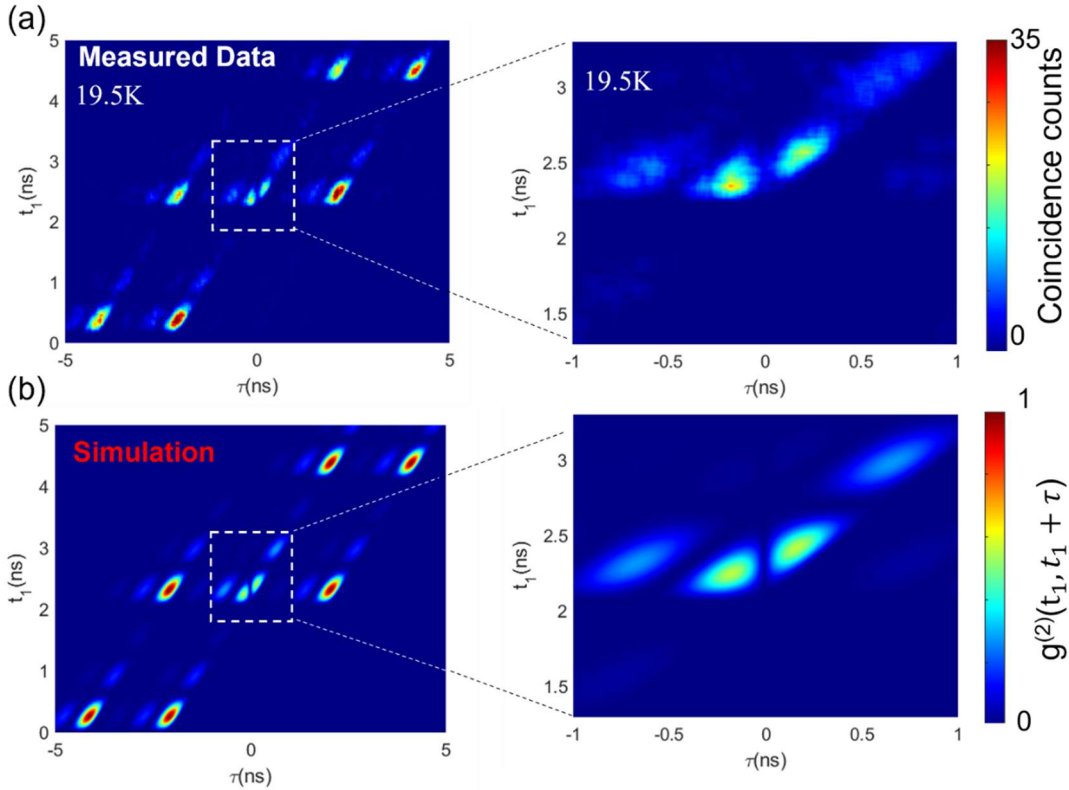 (a)
Measured Data
19.5K
5
4
3
2
1
0
-5
0
5
t₁(ns)
τ(ns)
19.5K
3
2.5
2
1.5
-1
-0.5
0
0.5
1
t₁(ns)
τ(ns)
35
0
Coincidence counts
(b)
Simulation
5
4
3
2
1
0
-5
0
5
t₁(ns)
τ(ns)
3
2.5
2
1.5
-1
-0.5
0
0.5
1
t₁(ns)
τ(ns)
1
0
g⁽²⁾(t₁, t₁ + τ)